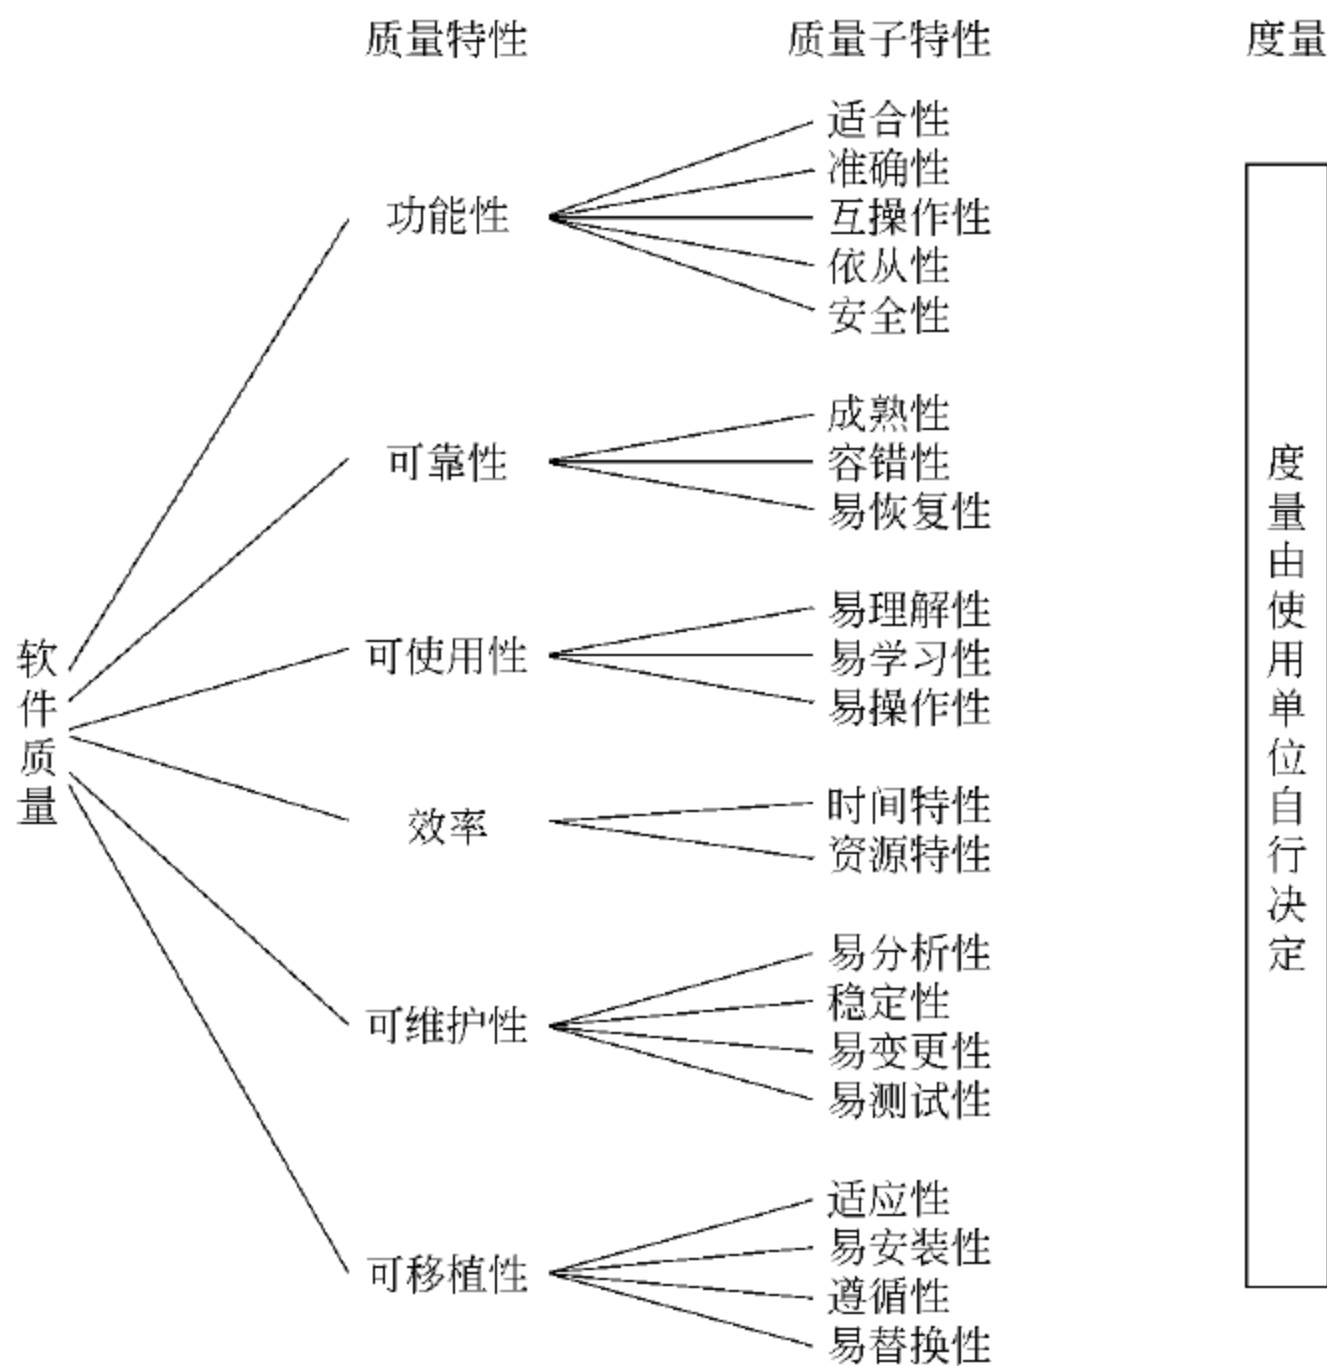 质量特性
质量子特性
度量
软件质量
功能性
适合性
准确性
互操作性
依从性
安全性
可靠性
成熟性
容错性
易恢复性
可使用性
易理解性
易学习性
易操作性
效率
时间特性
资源特性
可维护性
易分析性
稳定性
易变更性
易测试性
可移植性
适应性
易安装性
遵循性
易替换性
度量由使用单位自行决定